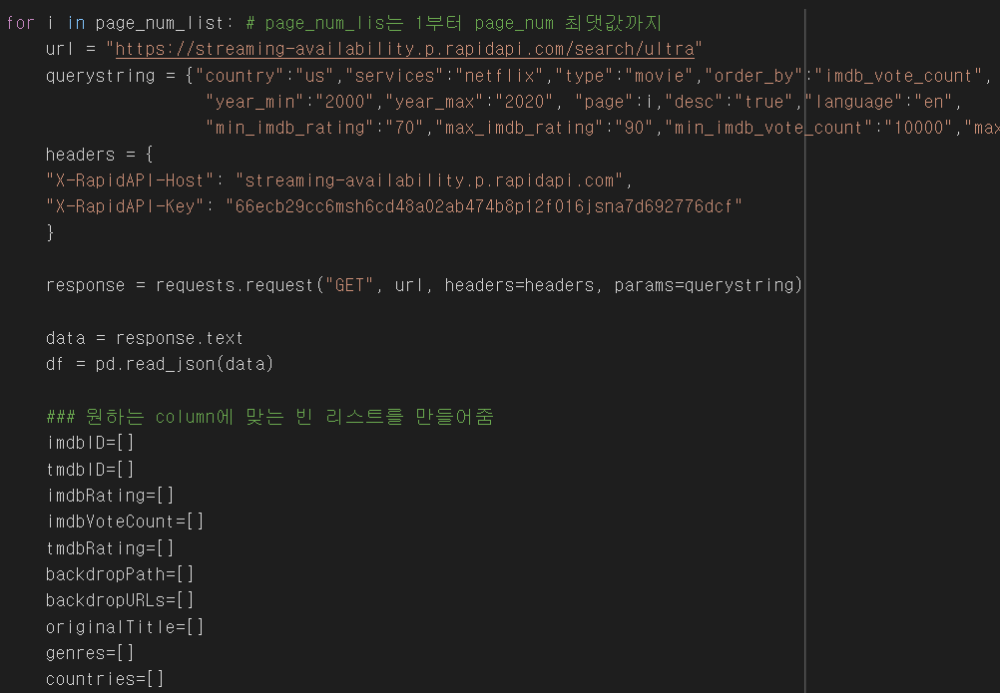 for i in page_num_list: # page_num_lis는 1부터 page_num 최댓값까지
url = "https://streaming-availability.p.rapidapi.com/search/ultra"
querystring = {"country":"us","services":"netflix","type":"movie","order_by":"imdb_vote_count",
"year_min":"2000","year_max":"2020", "page":i,"desc":"true","language":"en",
"min_imdb_rating":"70","max_imdb_rating":"90","min_imdb_vote_count":"10000","max
headers = {
"X-RapidAPI-Host": "streaming-availability.p.rapidapi.com",
"X-RapidAPI-Key": "66ecb29cc6msh6cd48a02ab474b8p12f016jsna7d692776dcf"
}
response = requests.request("GET", url, headers=headers, params=querystring)
data = response.text
df = pd.read_json(data)
### 원하는 column에 맞는 빈 리스트를 만들어줌
imdbID=[]
tmdbID=[]
imdbRating=[]
imdbVoteCount=[]
tmdbRating=[]
backdropPath=[]
backdropURLs=[]
originalTitle=[]
genres=[]
countries=[]